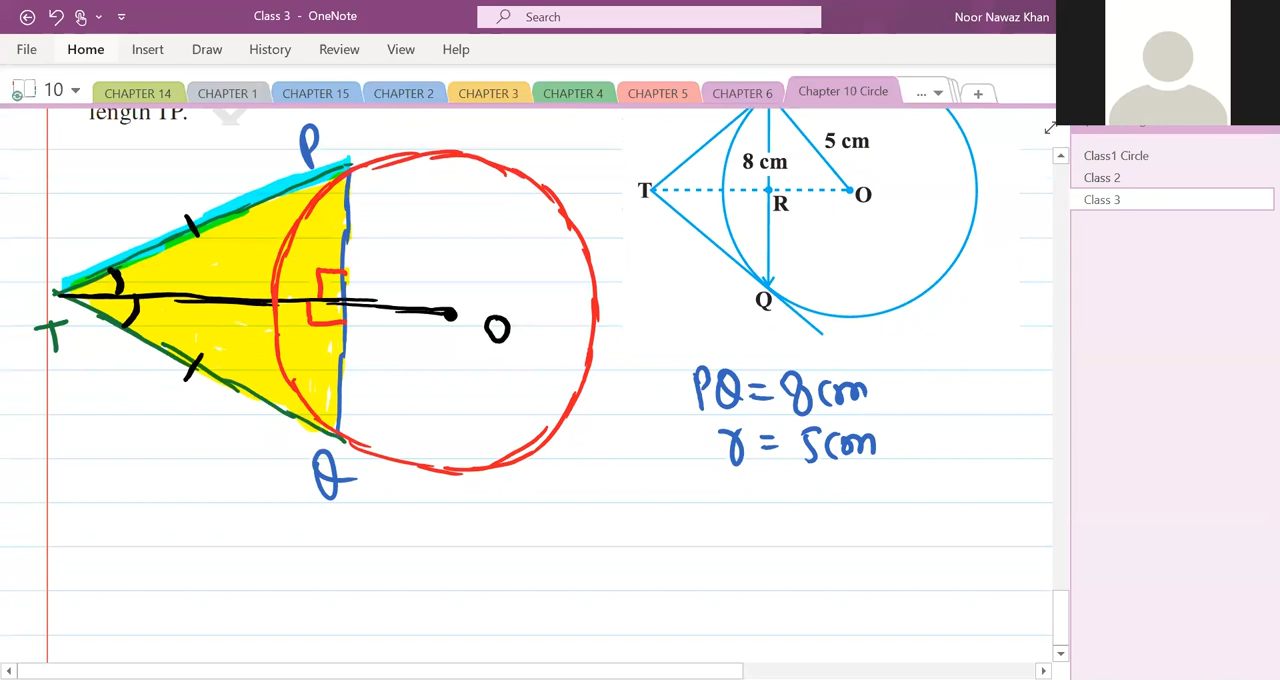 Class 3 - OneNote
Search
Noor Nawaz Khan
File
Home
Insert
Draw
History
Review
View
Help
10
CHAPTER 14
CHAPTER 1
CHAPTER 15
CHAPTER 2
CHAPTER 3
CHAPTER 4
CHAPTER 5
CHAPTER 6
Chapter 10 Circle
...
+
Class1 Circle
Class 2
Class 3
length TP.
P
T
O
Q
5 cm
8 cm
T
R
O
Q
PQ = 8cm
r = 5cm